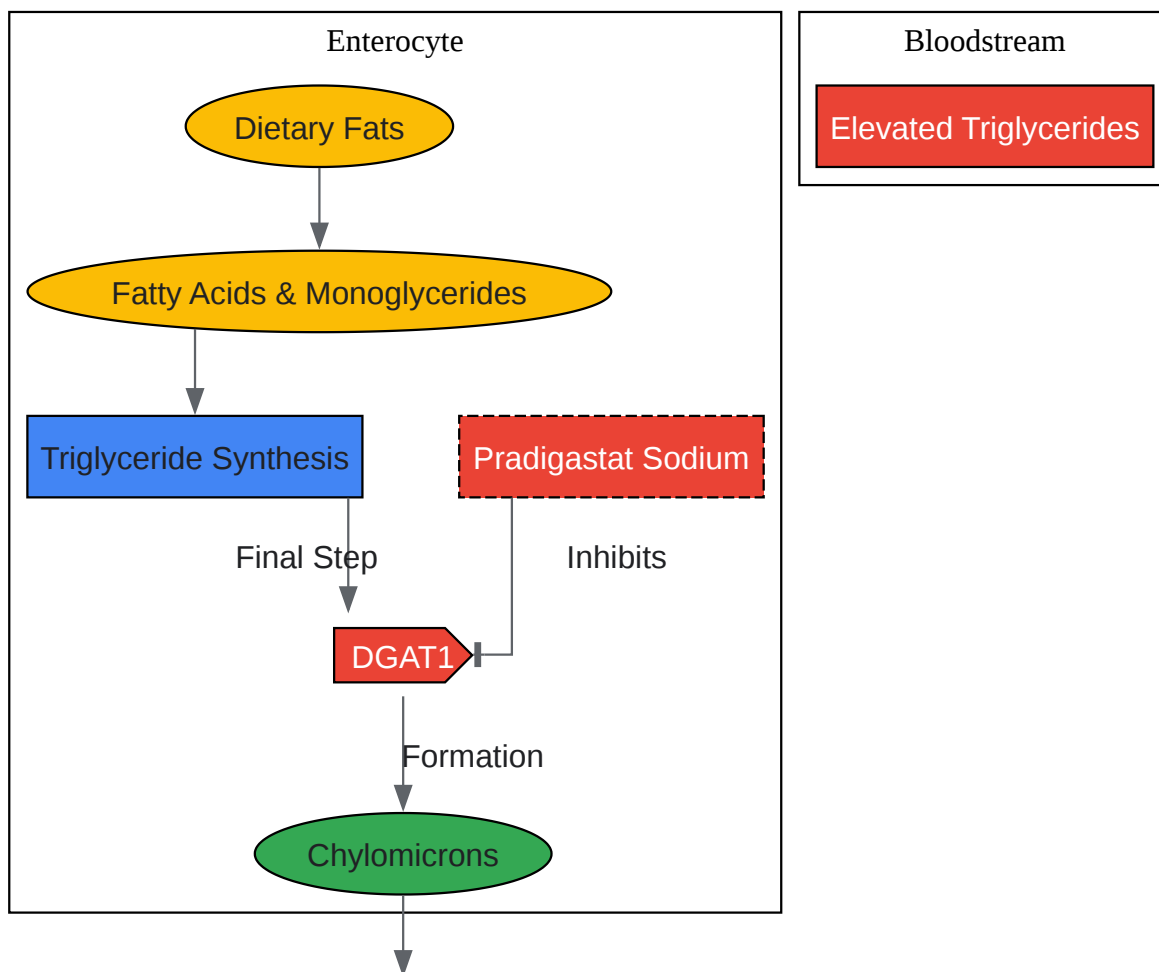 Enterocyte
Bloodstream
Dietary Fats
Elevated Triglycerides
Fatty Acids & Monoglycerides
Triglyceride Synthesis
Pradigastat Sodium
Final Step
Inhibits
DGAT1
Formation
Chylomicrons